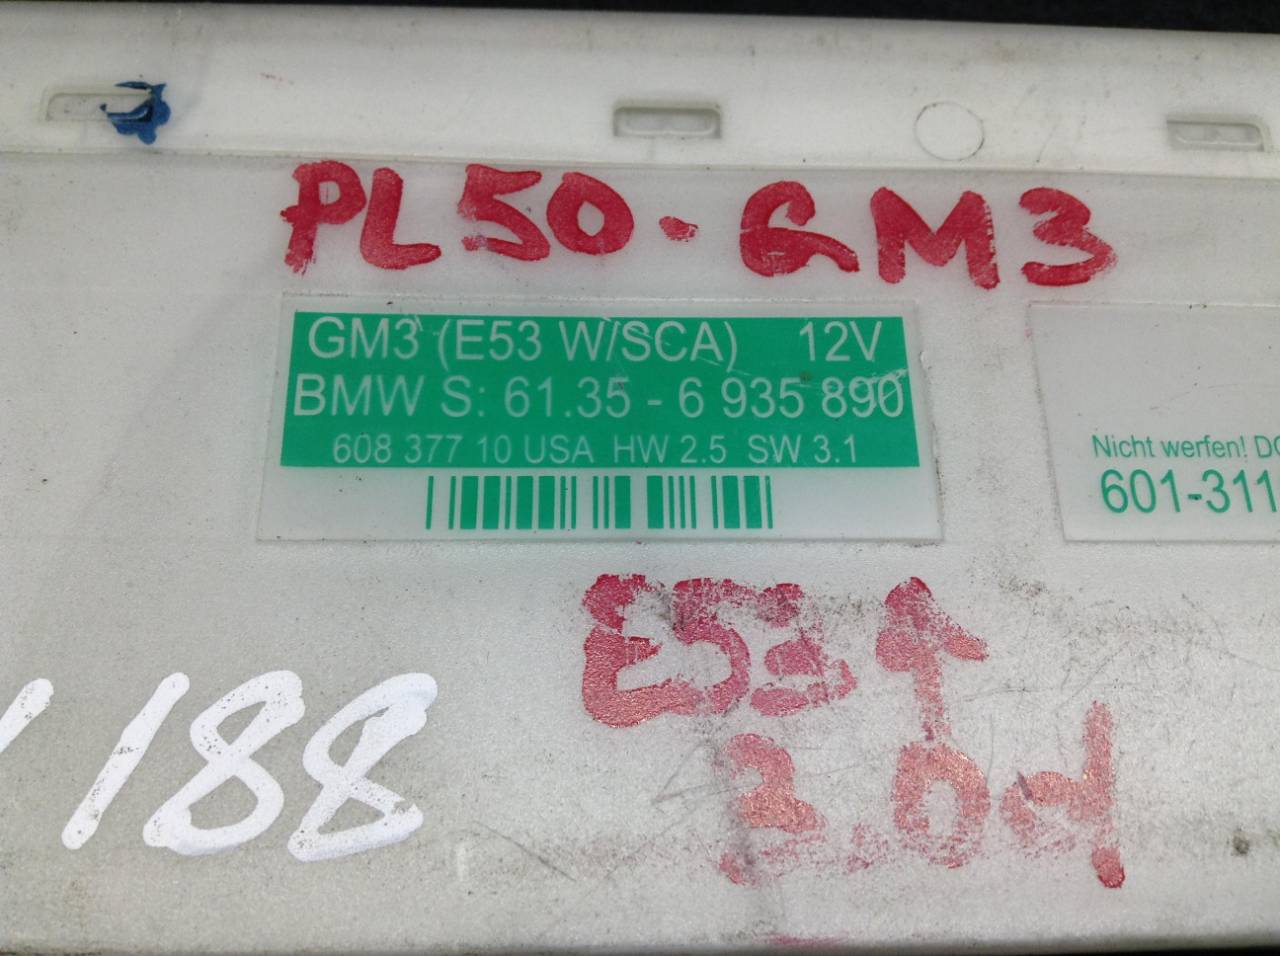 PL50-GM3
GM3 (E53 W/SCA) 12V
BMW S: 61.35 - 6 935 890
608 377 10 USA HW 2.5 SW 3.1
Nicht werfen!
601-311
E53
3.0d
188